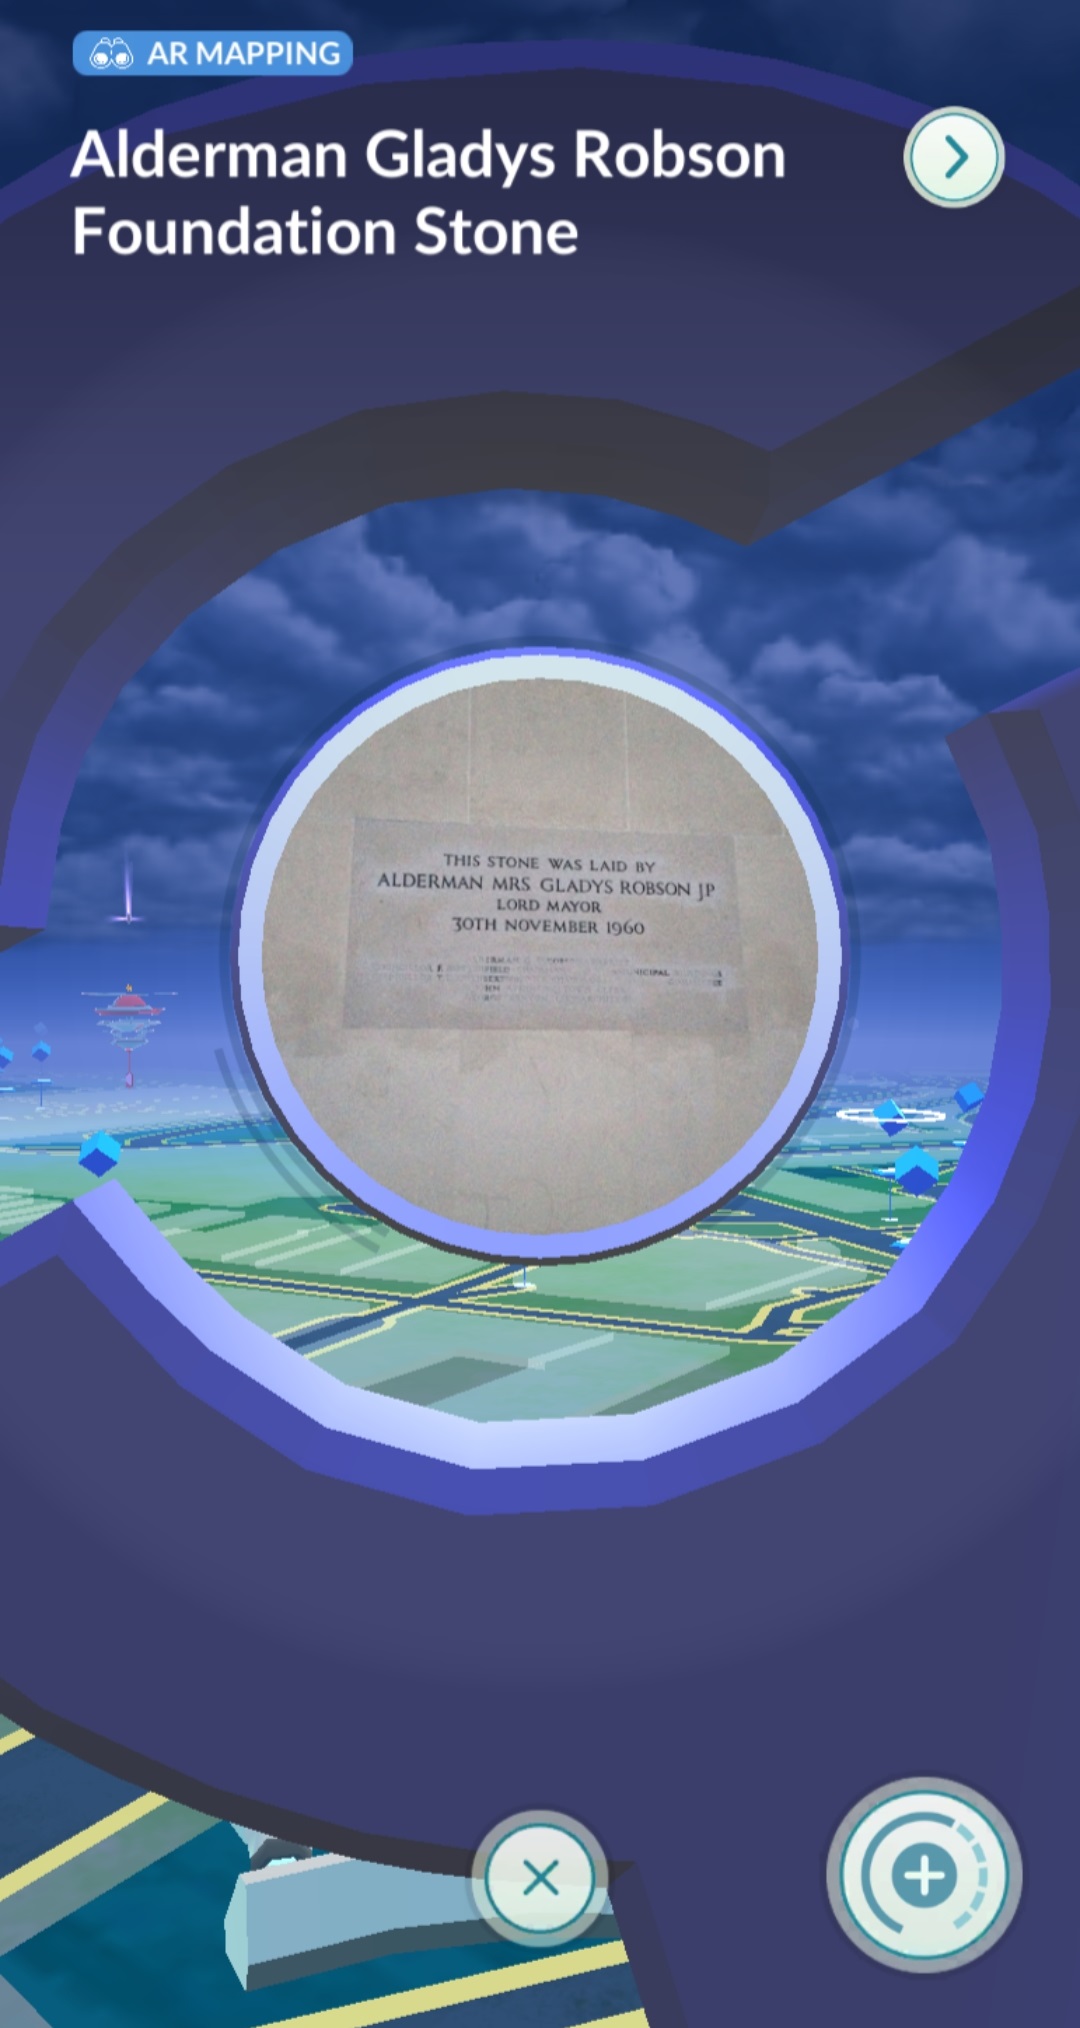 AR MAPPING
Alderman Gladys Robson
Foundation Stone
THIS STONE WAS LAID BY
ALDERMAN MRS GLADYS ROBSON JP
LORD MAYOR
30TH NOVEMBER 1960